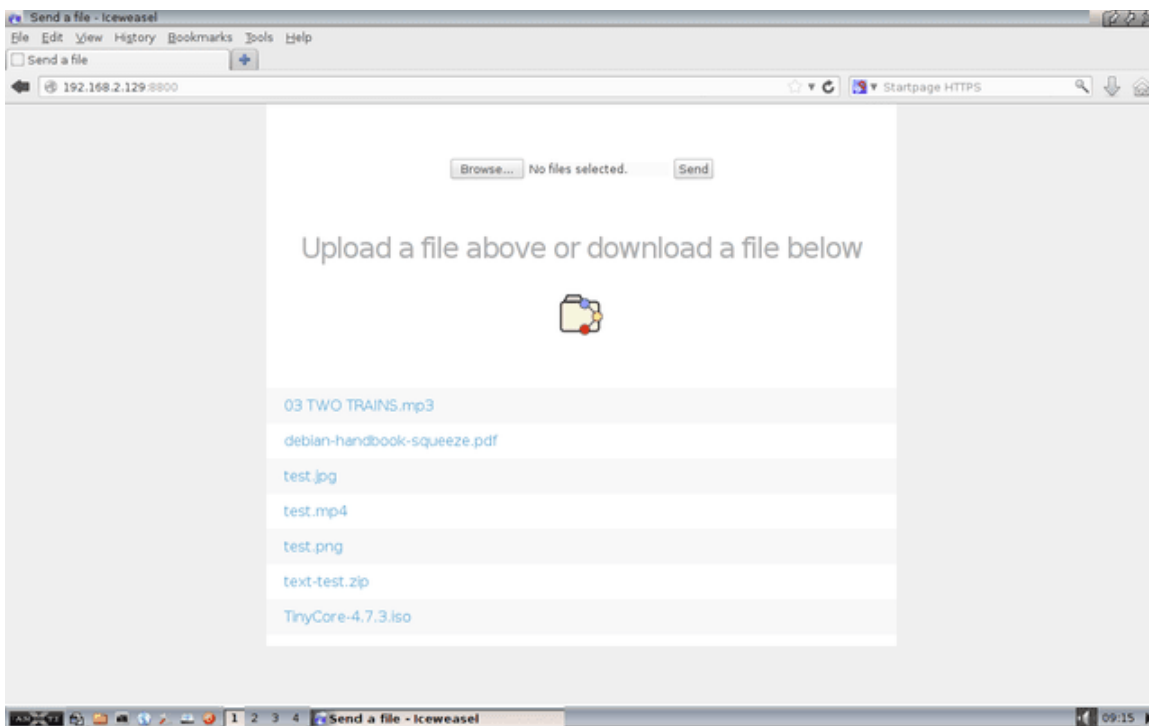 Send a file - Iceweasel
File Edit View History Bookmarks Tools Help
Send a file
192.168.2.129:8800
Startpage HTTPS
Browse... No files selected. Send
Upload a file above or download a file below
03 TWO TRAINS.mp3
debian-handbook-squeeze.pdf
test.jpg
test.mp4
test.png
text-test.zip
TinyCore-4.7.3.iso
1 2 3 4 Send a file - Iceweasel 09:15